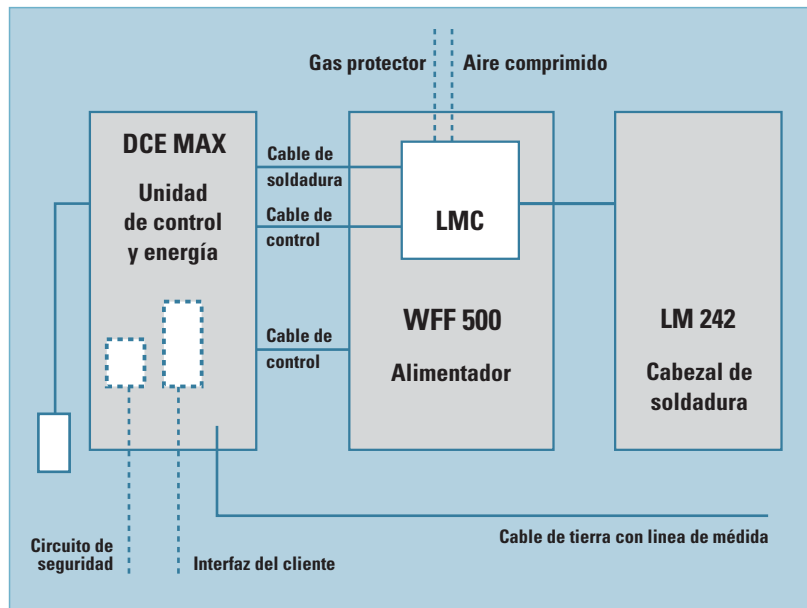 Gas protector
Aire comprimido
DCE MAX
Unidad
de control
y energía
Cable de
soldadura
Cable de
control
Cable de
control
LMC
WFF 500
Alimentador
LM 242
Cabezal de
soldadura
Cable de tierra con linea de médida
Circuito de
seguridad
Interfaz del cliente